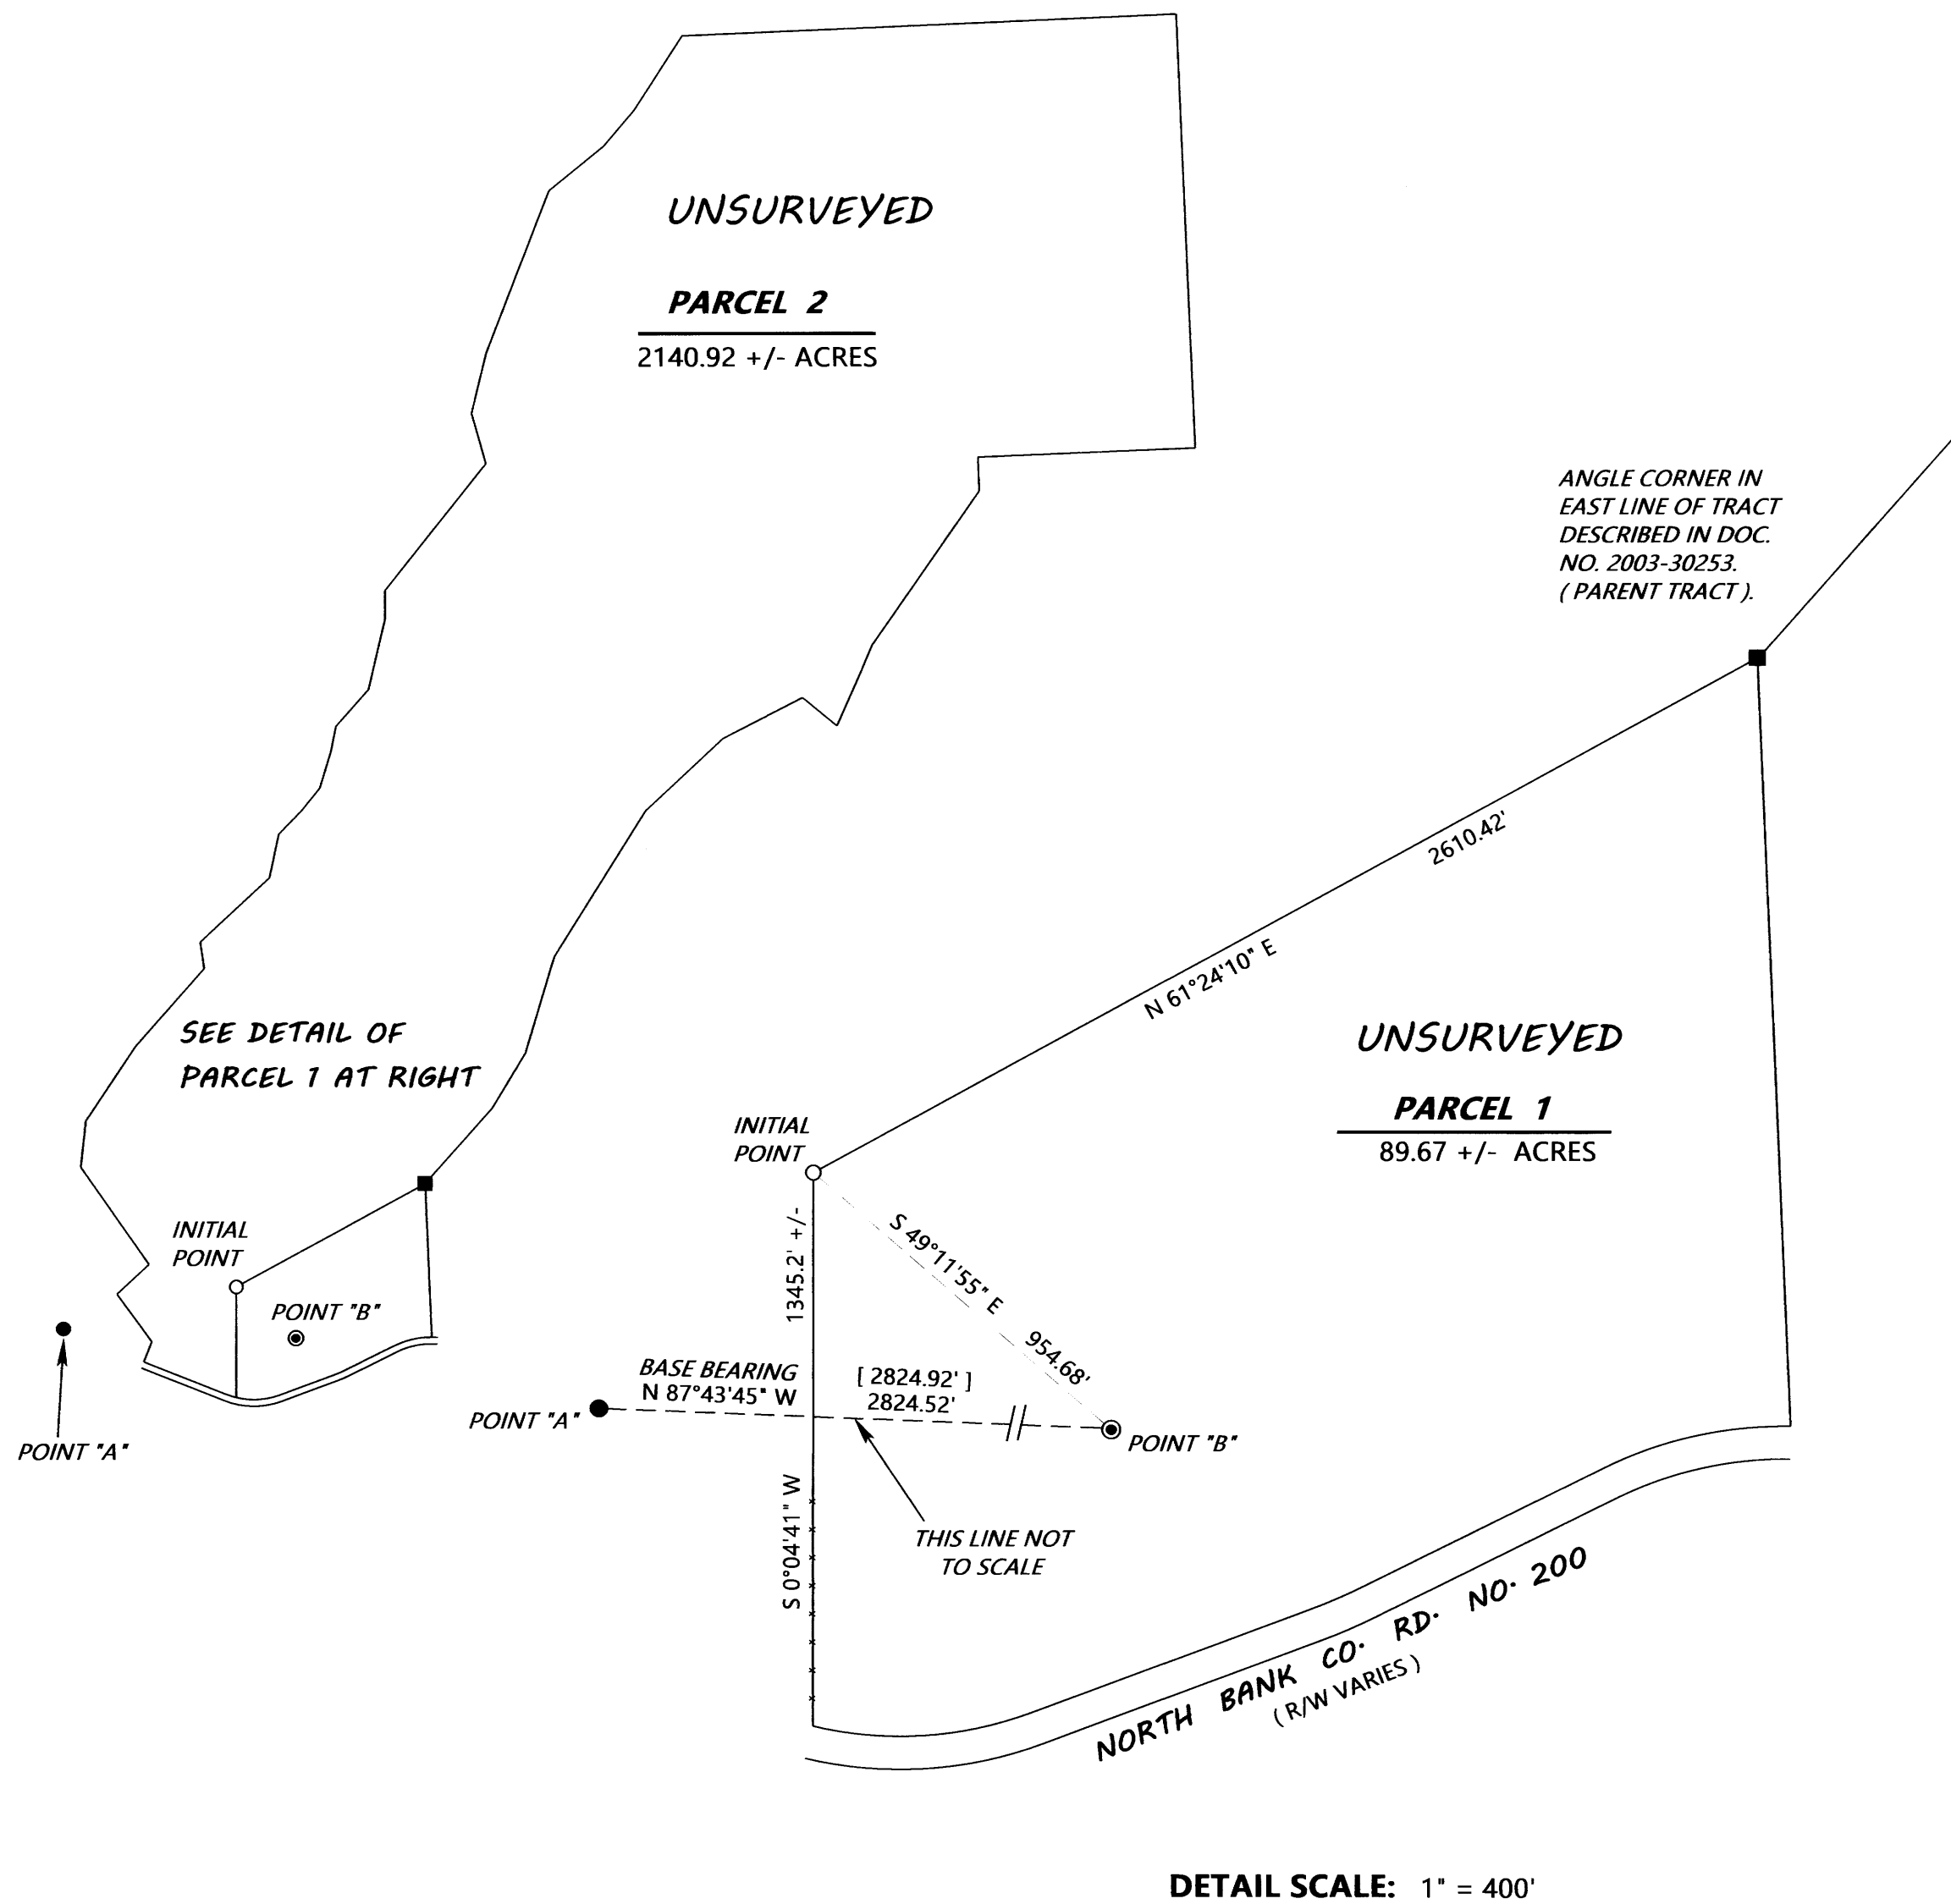 UNSURVEYED
PARCEL 2
2140.92 +/- ACRES
SEE DETAIL OF
PARCEL 1 AT RIGHT
INITIAL
POINT
POINT "B"
POINT "A"
ANGLE CORNER IN
EAST LINE OF TRACT
DESCRIBED IN DOC.
NO. 2003-30253.
( PARENT TRACT ).
2610.42'
N 61°24'10" E
UNSURVEYED
PARCEL 1
89.67 +/- ACRES
INITIAL
POINT
1345.2' +/-
S 49°11'55" E
954.68'
BASE BEARING
N 87°43'45" W
[ 2824.92' ]
2824.52'
POINT "A"
POINT "B"
S 0°04'41" W
THIS LINE NOT
TO SCALE
NORTH BANK CO. RD. NO. 200
( R/W VARIES )
DETAIL SCALE: 1" = 400'